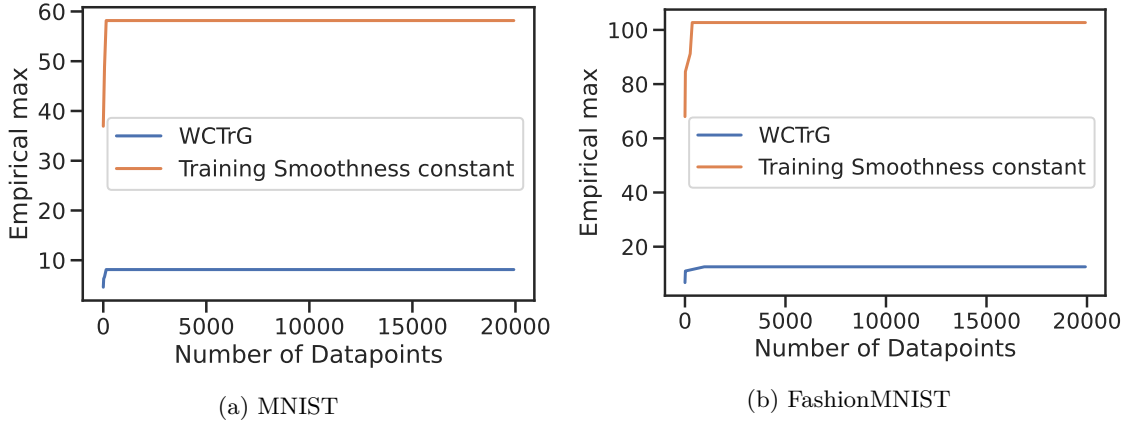 60
50
40
30
20
10
Empirical max
WCTrG
Training Smoothness constant
0 5000 10000 15000 20000
Number of Datapoints
(a) MNIST
100
80
60
40
20
Empirical max
WCTrG
Training Smoothness constant
0 5000 10000 15000 20000
Number of Datapoints
(b) FashionMNIST